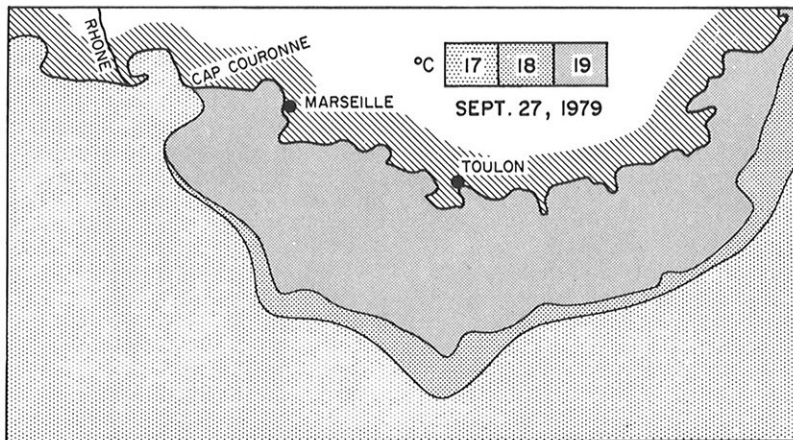 RHONE
CAP COURONNE
°C 17 18 19
SEPT. 27, 1979
MARSEILLE
TOULON